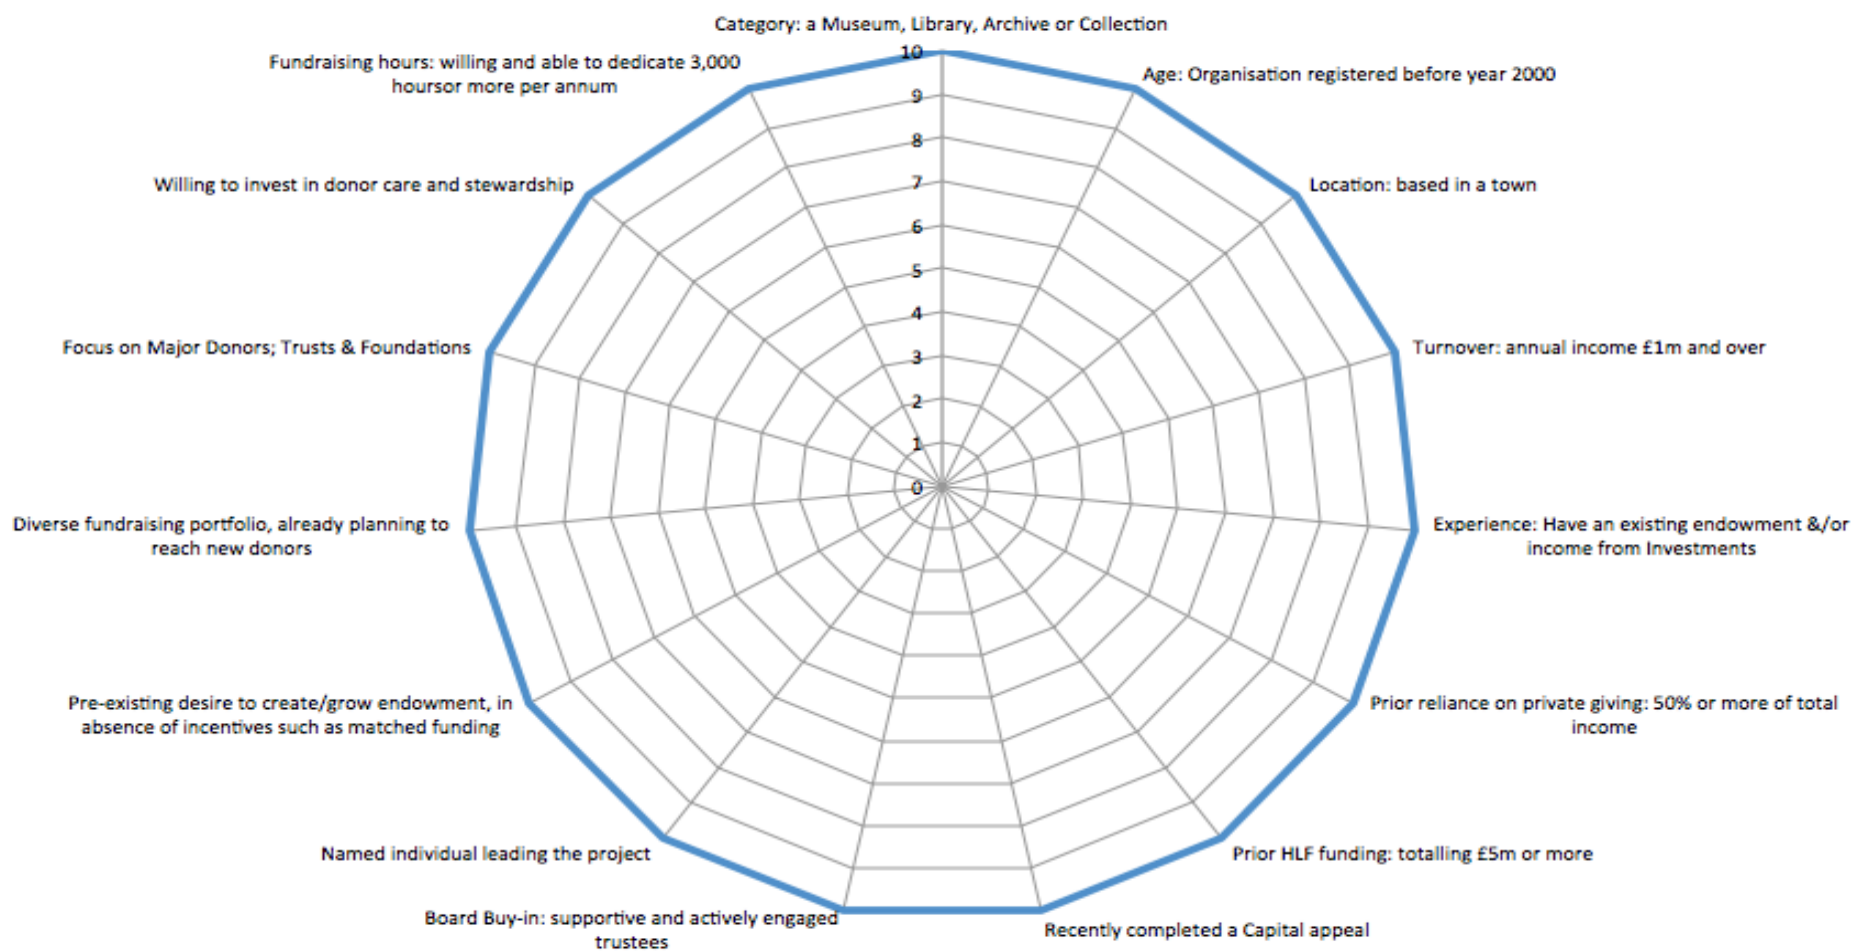 Category: a Museum, Library, Archive or Collection
Age: Organisation registered before year 2000
Location: based in a town
Turnover: annual income £1m and over
Experience: Have an existing endowment &/or
income from Investments
Prior reliance on private giving: 50% or more of total
income
Prior HLF funding: totalling £5m or more
Recently completed a Capital appeal
Board Buy-in: supportive and actively engaged
trustees
Named individual leading the project
Pre-existing desire to create/grow endowment, in
absence of incentives such as matched funding
Diverse fundraising portfolio, already planning to
reach new donors
Focus on Major Donors; Trusts & Foundations
Willing to invest in donor care and stewardship
Fundraising hours: willing and able to dedicate 3,000
hoursor more per annum
10
9
8
7
6
5
4
3
2
1
0